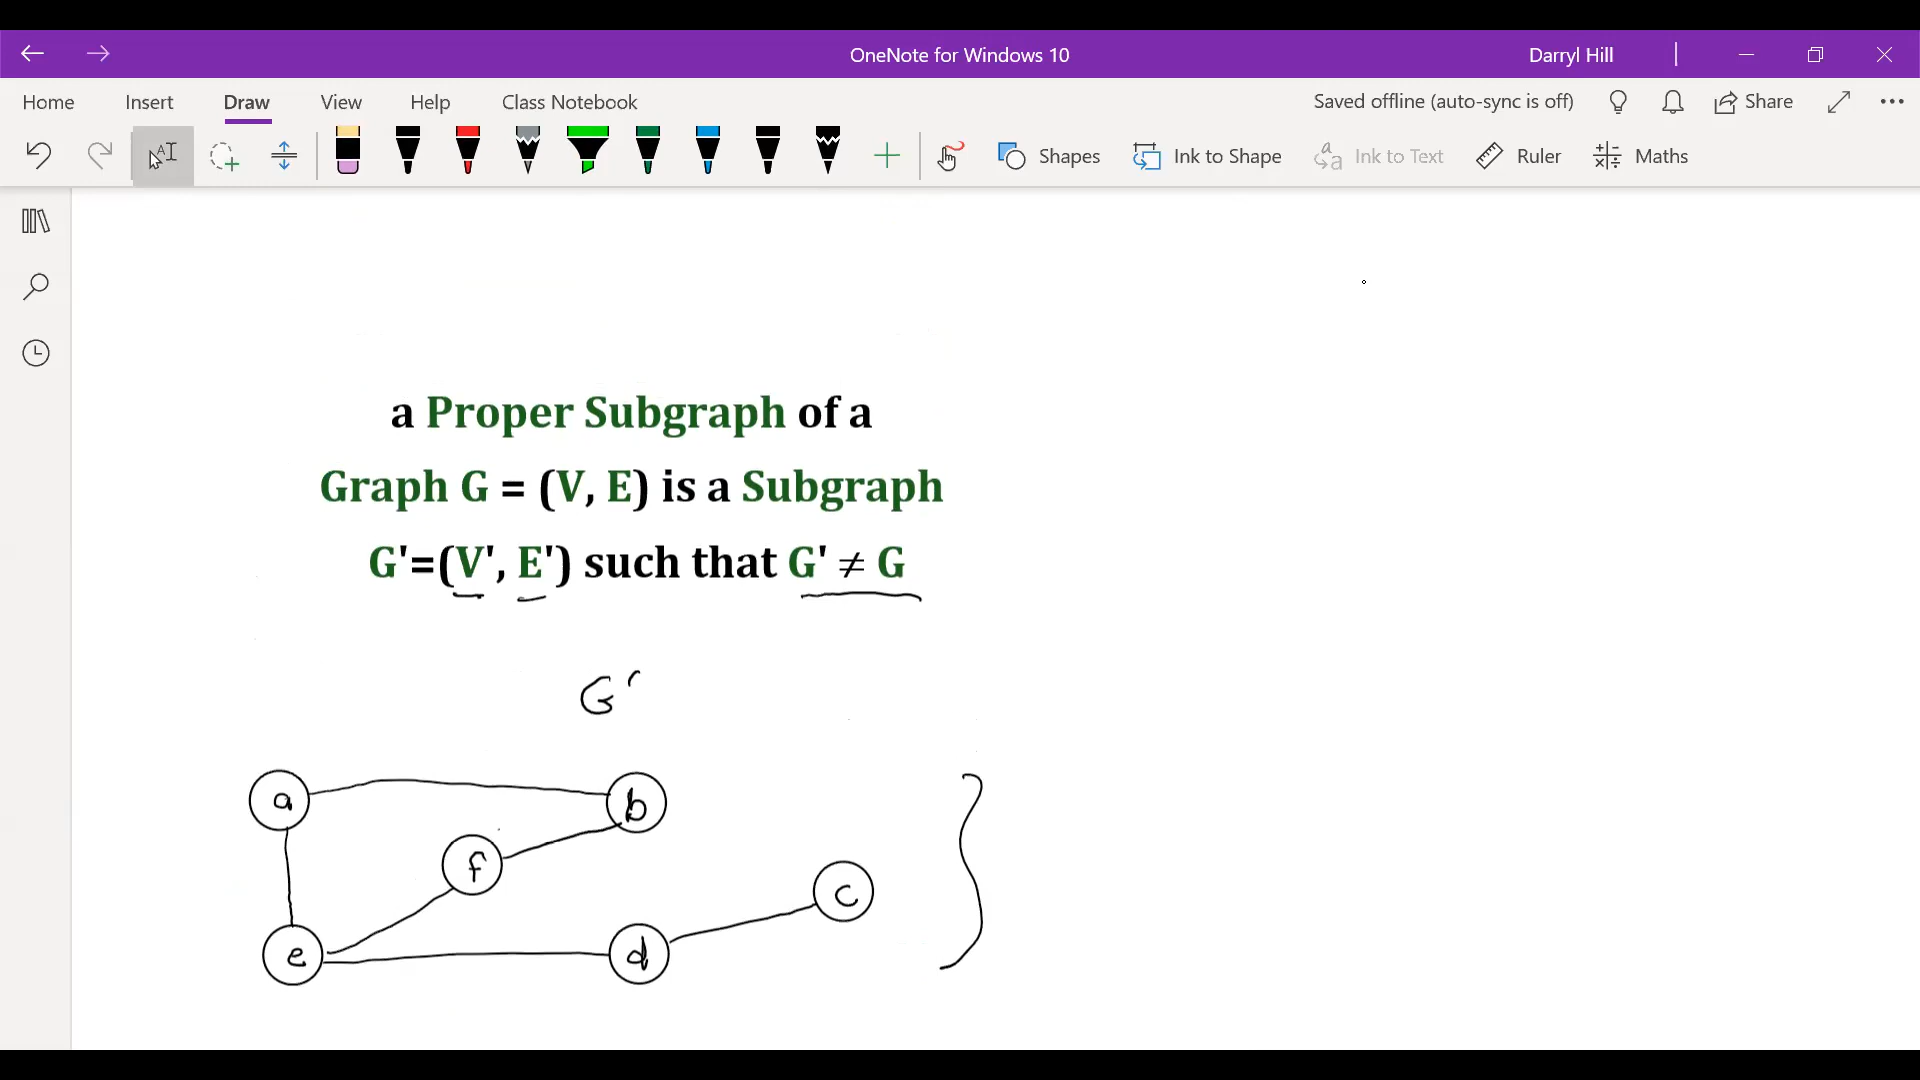 OneNote for Windows 10
Darryl Hill
Home Insert Draw View Help Class Notebook
Saved offline (auto-sync is off) Share
Shapes Ink to Shape Ink to Text Ruler Maths
a Proper Subgraph of a
Graph G = (V, E) is a Subgraph
G'=(V', E') such that G' ≠ G
G'
a b
f
c
e d